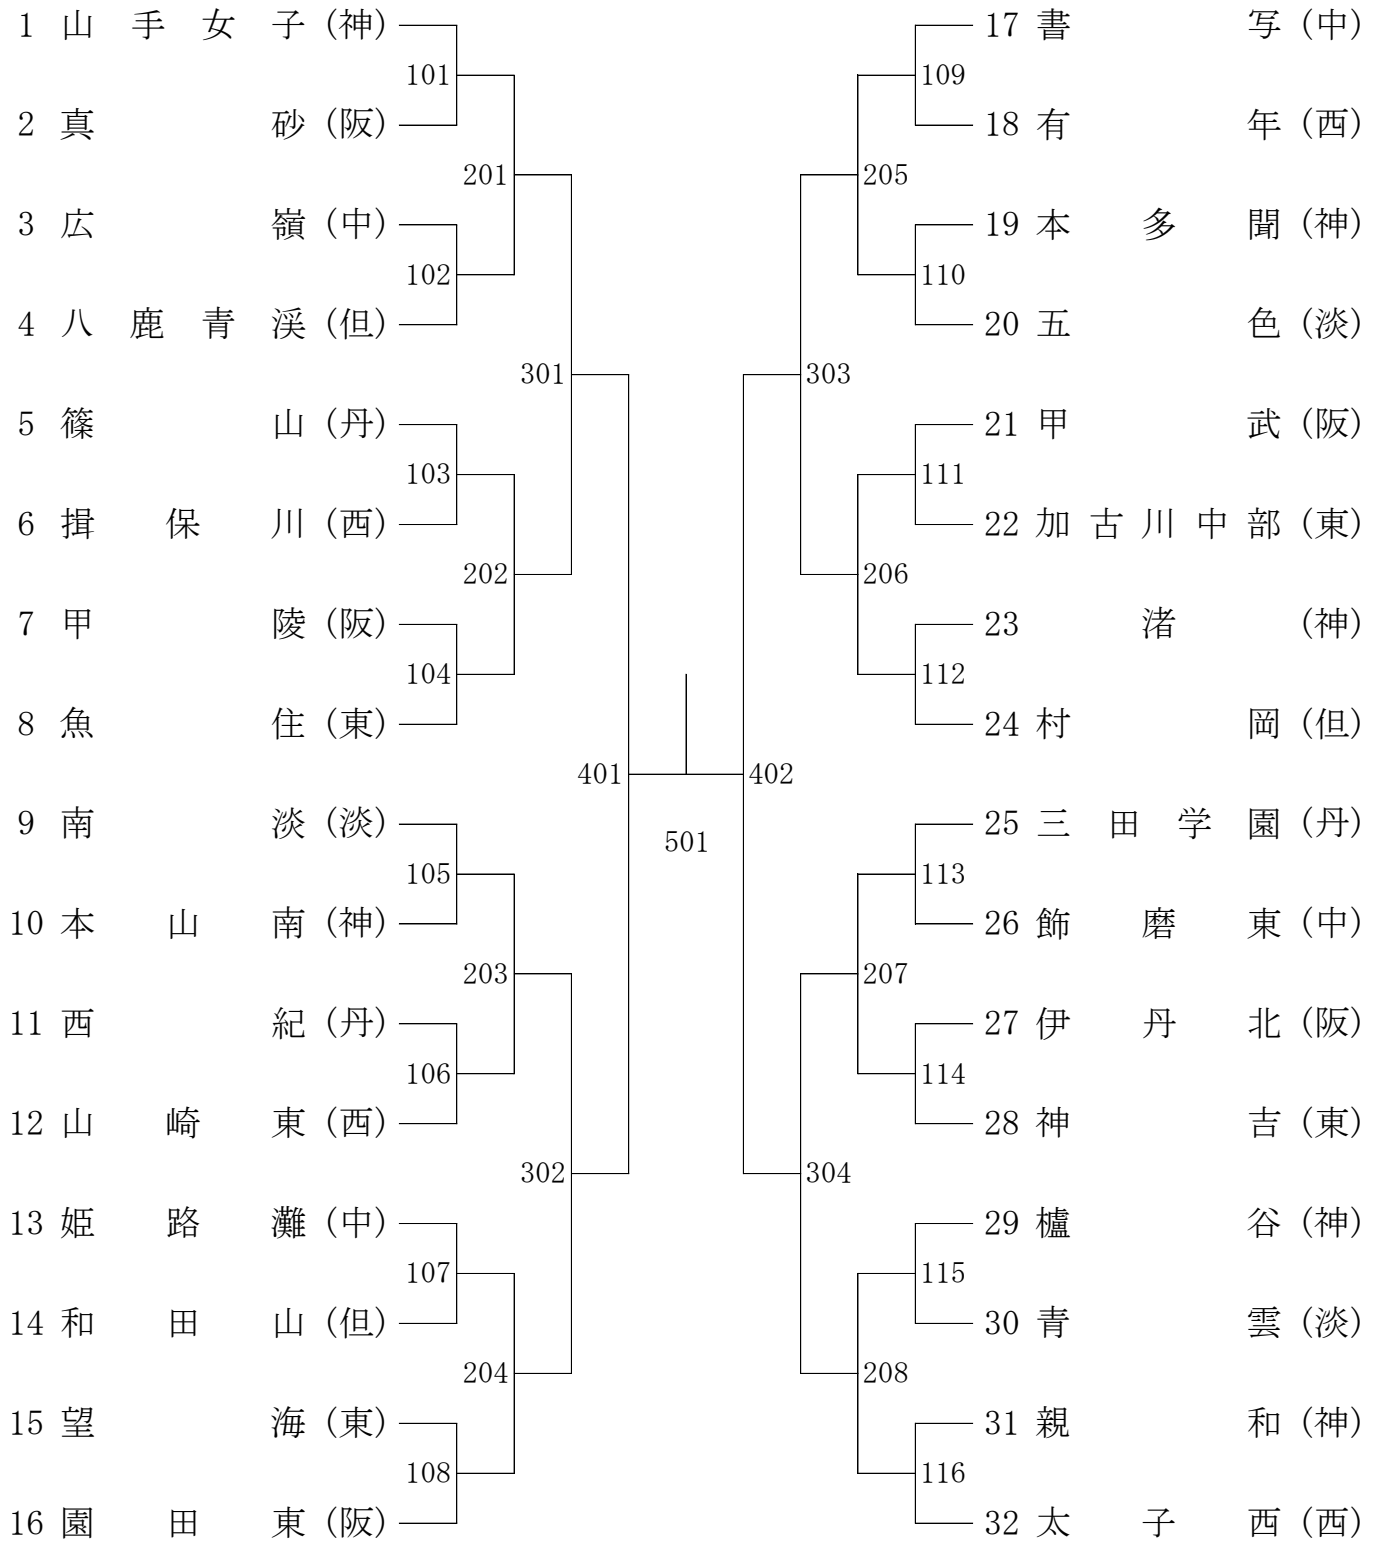 1 山手女子(神)
101
2 真砂(阪)
201
3 広嶺(中)
102
4 八鹿青渓(但)
301
5 篠山(丹)
103
6 揖保川(西)
202
7 甲陵(阪)
104
8 魚住(東)
401
9 南淡(淡)
105
10 本山南(神)
203
11 西紀(丹)
106
12 山崎東(西)
302
13 姫路灘(中)
107
14 和田山(但)
204
15 望海(東)
108
16 園田東(阪)
501
17 書写(中)
109
18 有年(西)
205
19 本多聞(神)
110
20 五色(淡)
303
21 甲武(阪)
111
22 加古川中部(東)
206
23 渚(神)
112
24 村岡(但)
402
25 三田学園(丹)
113
26 飾磨東(中)
207
27 伊丹北(阪)
114
28 神吉(東)
304
29 櫨谷(神)
115
30 青雲(淡)
208
31 親和(神)
116
32 太子西(西)